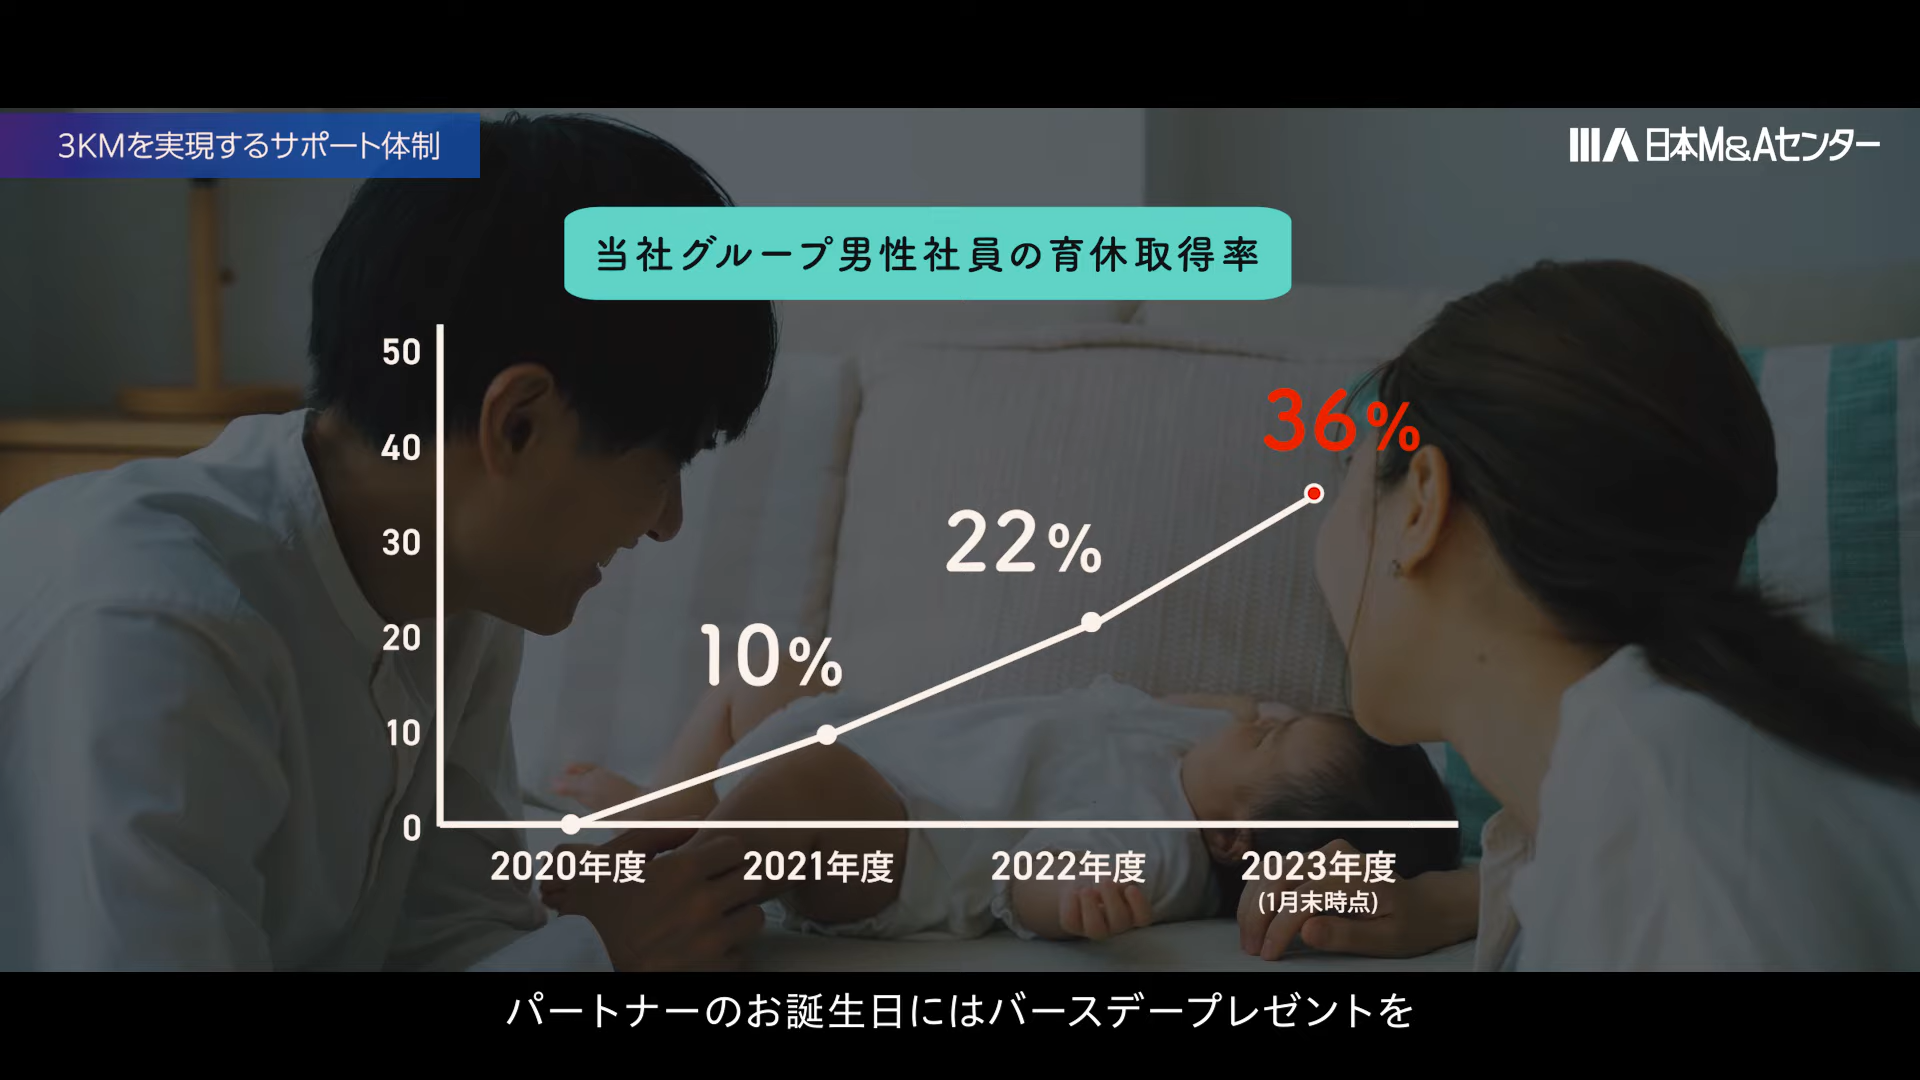 3KMを実現するサポート体制
日本M&Aセンター
当社グループ男性社員の育休取得率
50
40
30
20
10
0
10%
22%
36%
2020年度
2021年度
2022年度
2023年度
(1月末時点)
パートナーのお誕生日にはバースデープレゼントを